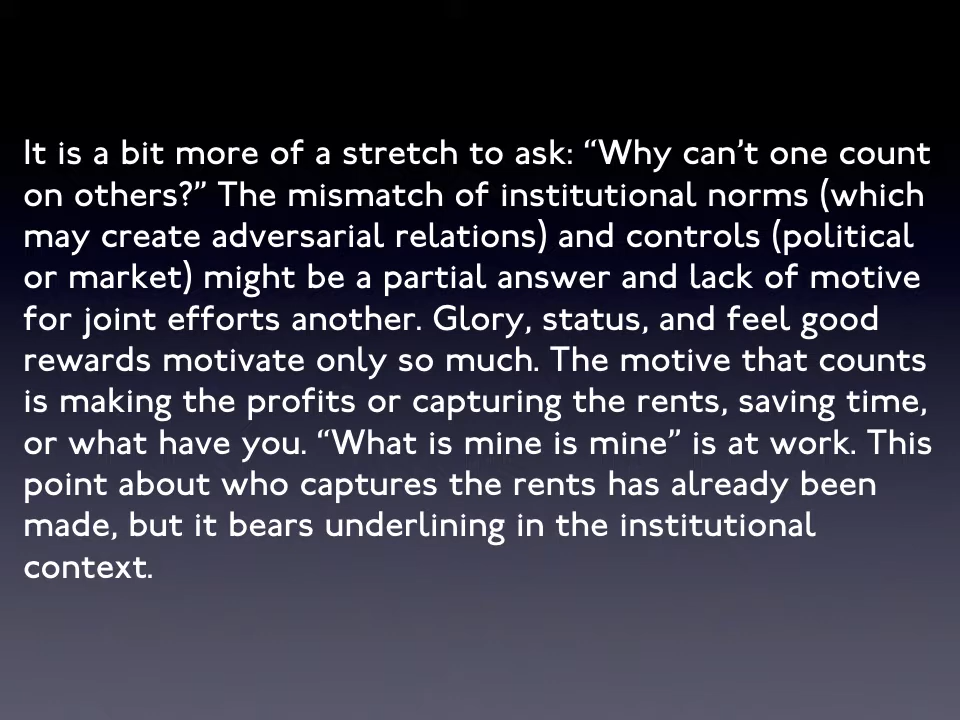 It is a bit more of a stretch to ask: “Why can’t one count
on others?” The mismatch of institutional norms (which
may create adversarial relations) and controls (political
or market) might be a partial answer and lack of motive
for joint efforts another. Glory, status, and feel good
rewards motivate only so much. The motive that counts
is making the profits or capturing the rents, saving time,
or what have you. “What is mine is mine” is at work. This
point about who captures the rents has already been
made, but it bears underlining in the institutional
context.